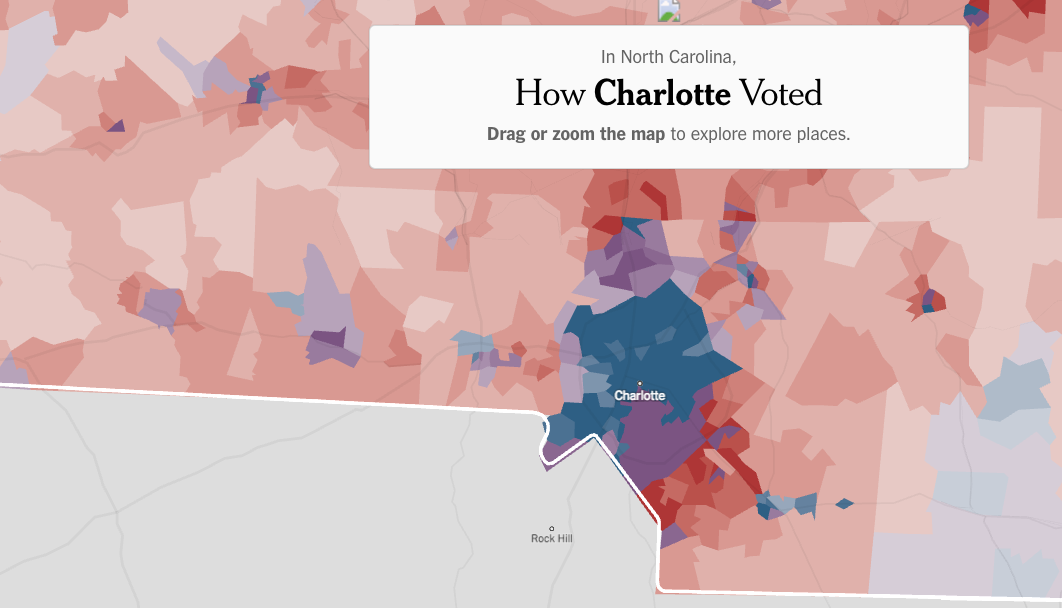 In North Carolina,
How Charlotte Voted
Drag or zoom the map to explore more places.
Charlotte
Rock Hill